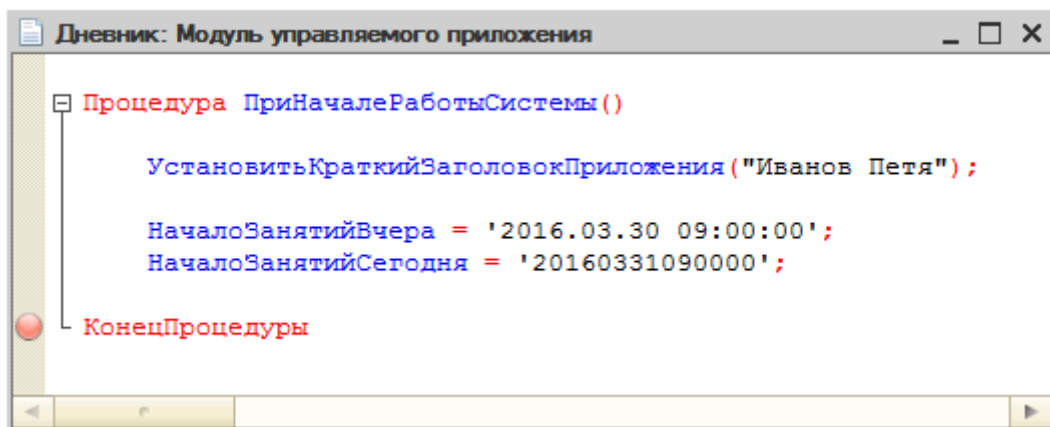 Дневник: Модуль управляемого приложения
Процедура ПриНачалеРаботыСистемы()
УстановитьКраткийЗаголовокПриложения("Иванов Петя");
НачалоЗанятийВчера = '2016.03.30 09:00:00';
НачалоЗанятийСегодня = '20160331090000';
КонецПроцедуры